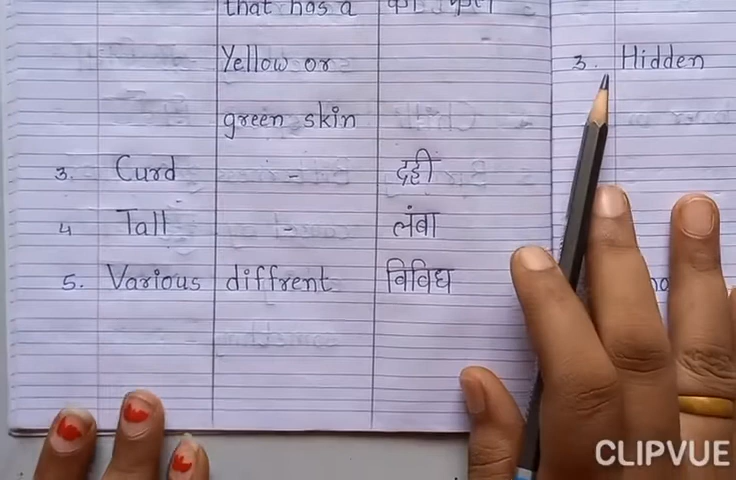 that has a
Yellow or
green skin
3. Curd - दही
4 Tall - लंबा
5. Various diffrent विविध
3. Hidden
CLIPVUE